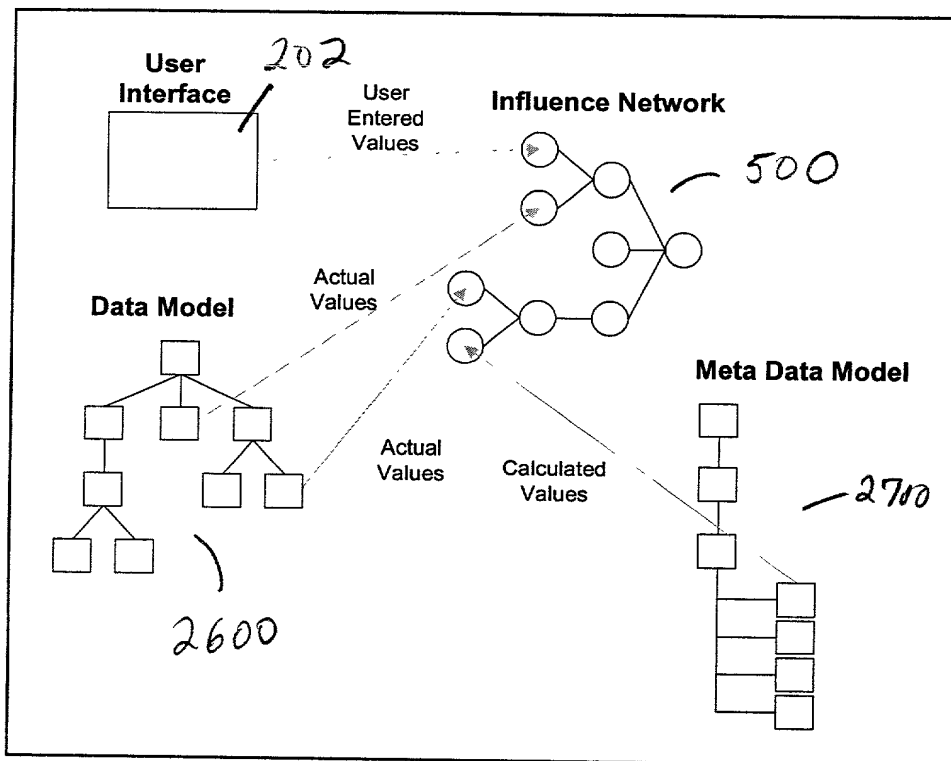 User
Interface
202
User
Entered
Values
Influence Network
500
Actual
Values
Data Model
Meta Data Model
Actual
Values
Calculated
Values
2700
2600